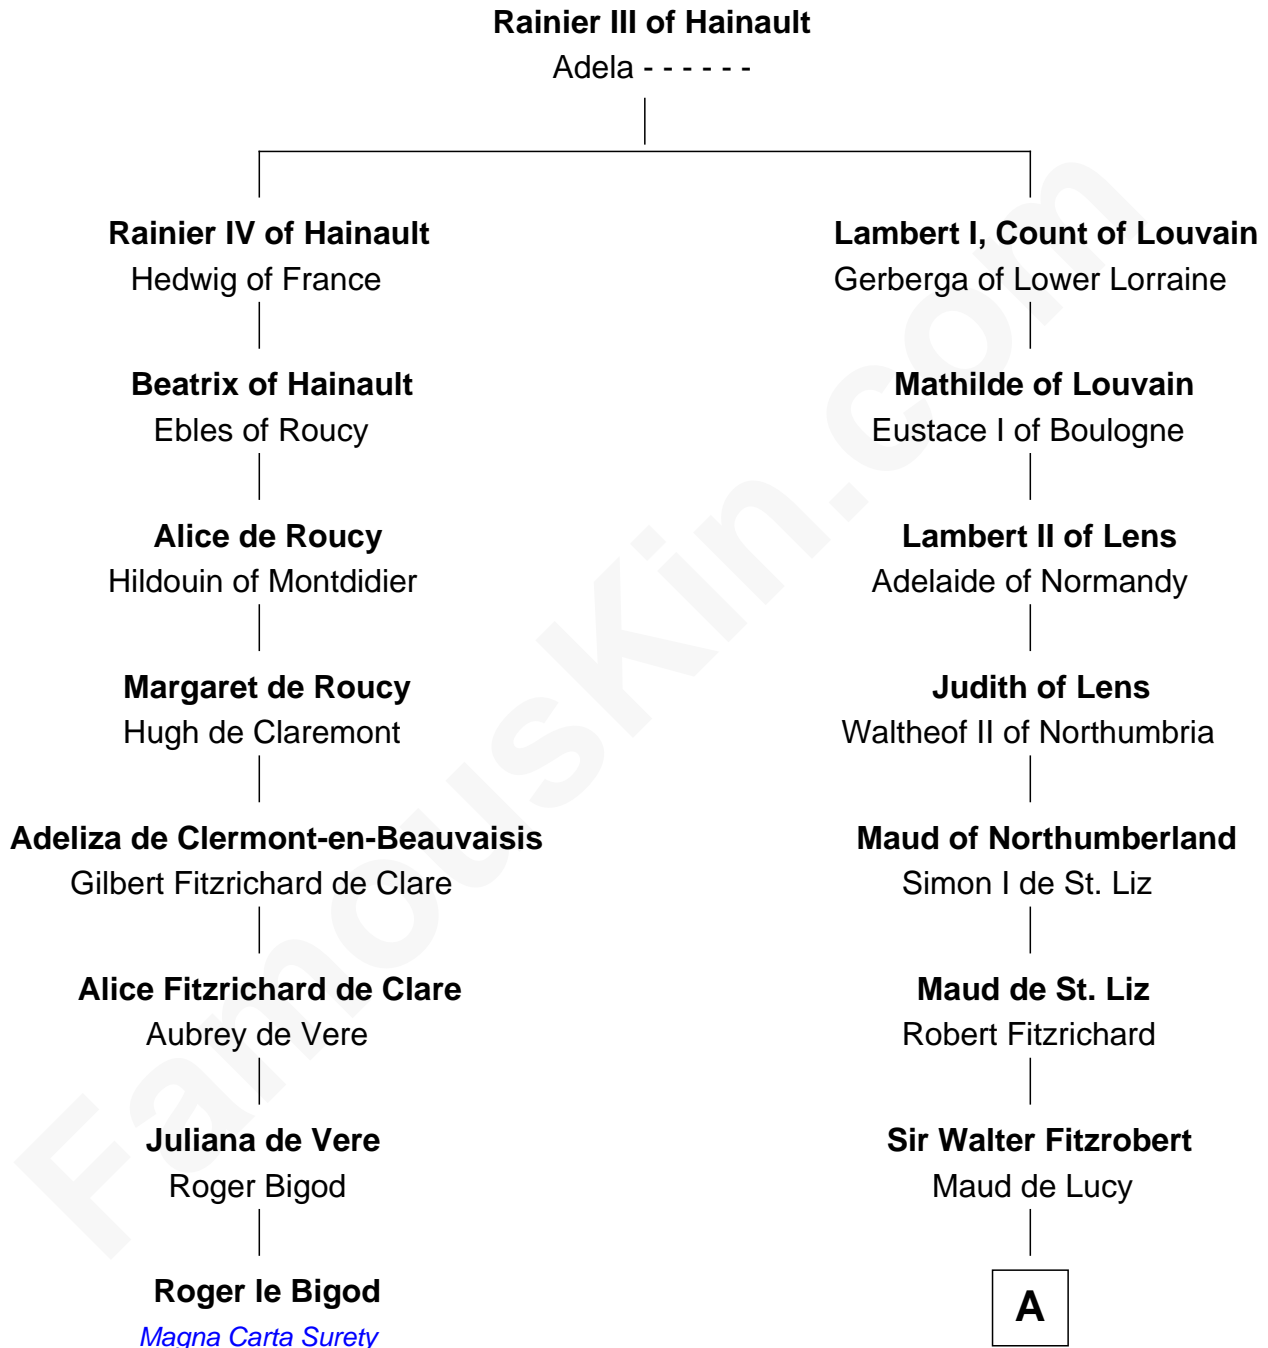 Rainier III of Hainault
Adela - - - - - -
Rainier IV of Hainault
Hedwig of France
Lambert I, Count of Louvain
Gerberga of Lower Lorraine
Beatrix of Hainault
Ebles of Roucy
Mathilde of Louvain
Eustace I of Boulogne
Alice de Roucy
Hildouin of Montdidier
Lambert II of Lens
Adelaide of Normandy
Margaret de Roucy
Hugh de Claremont
Judith of Lens
Waltheof II of Northumbria
Adeliza de Clermont-en-Beauvaisis
Gilbert Fitzrichard de Clare
Maud of Northumberland
Simon I de St. Liz
Alice Fitzrichard de Clare
Aubrey de Vere
Maud de St. Liz
Robert Fitzrichard
Juliana de Vere
Roger Bigod
Sir Walter Fitzrobert
Maud de Lucy
Roger le Bigod
Magna Carta Surety
A
FamousKin.com